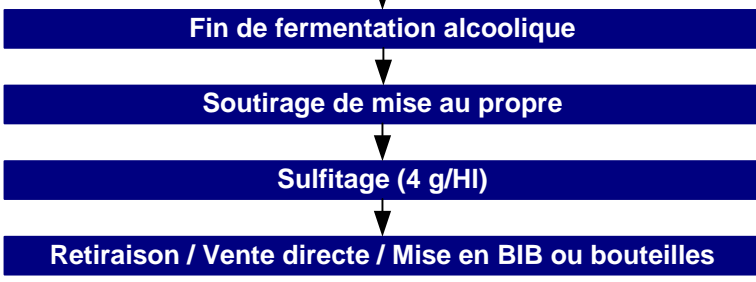 Fin de fermentation alcoolique
Soutirage de mise au propre
Sulfitage (4 g/Hl)
Retiraison / Vente directe / Mise en BIB ou bouteilles